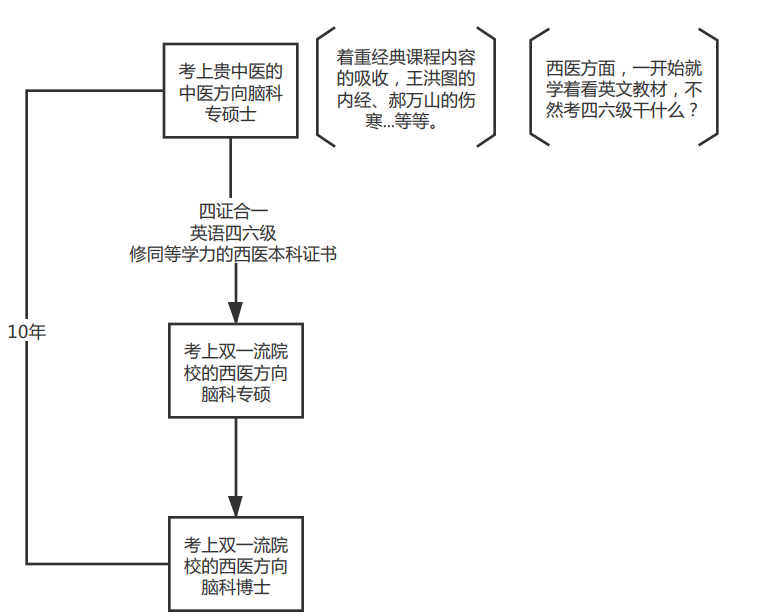 考上贵中医的
中医方向脑科
专硕士
着重经典课程内容
的吸收，王洪图的
内经、郝万山的伤
寒...等等。
西医方面，一开始就
学着看英文教材，不
然考四六级干什么？
四证合一
英语四六级
修同等学力的西医本科证书
10年
考上双一流院
校的西医方向
脑科专硕
考上双一流院
校的西医方向
脑科博士